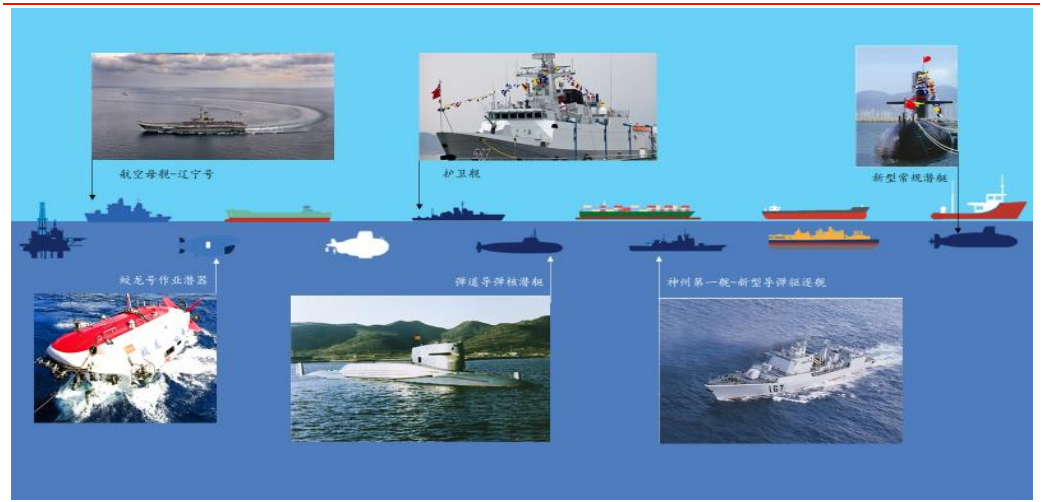 航空母舰-辽宁号
护卫舰
新型常规潜艇
蛟龙号作业潜器
弹道导弹核潜艇
神州第一舰-新型导弹驱逐舰
167